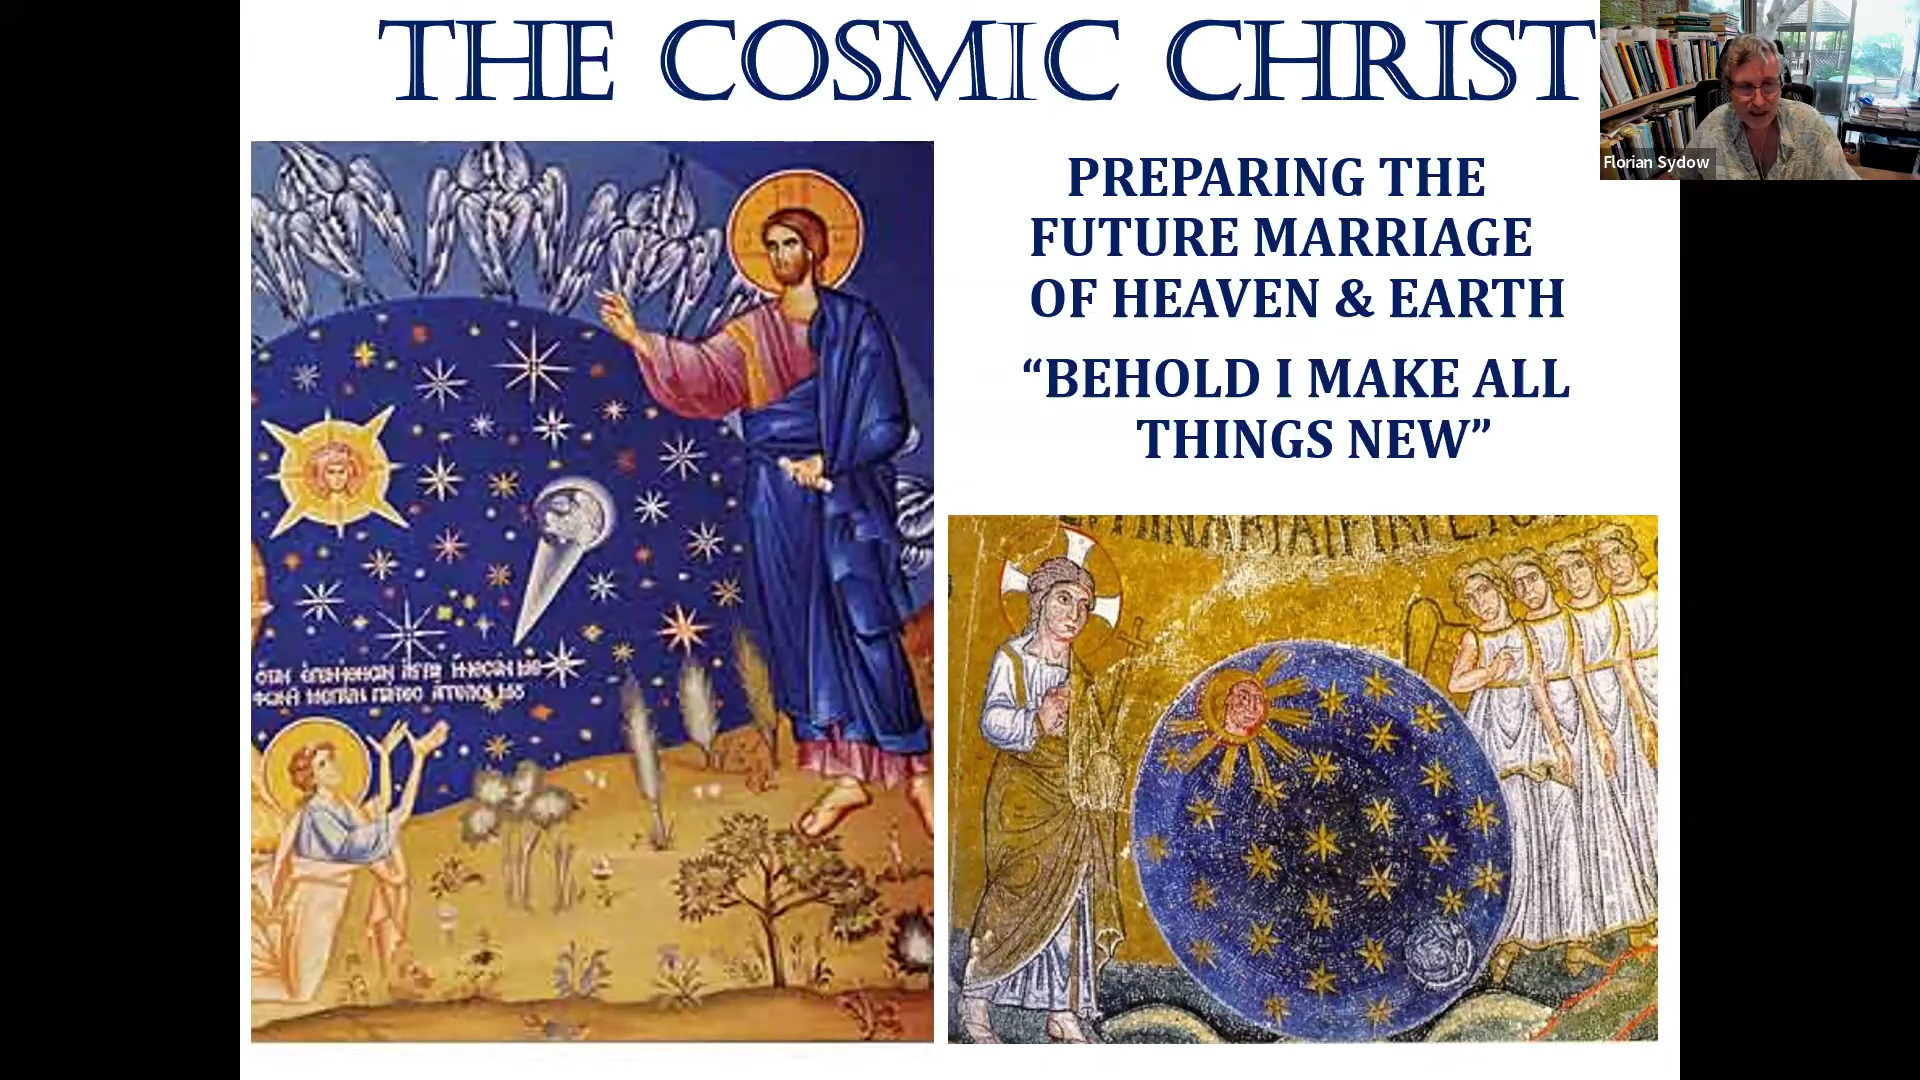 THE COSMIC CHRIST
Florian Sydow
PREPARING THE
FUTURE MARRIAGE
OF HEAVEN & EARTH
“BEHOLD I MAKE ALL
THINGS NEW”